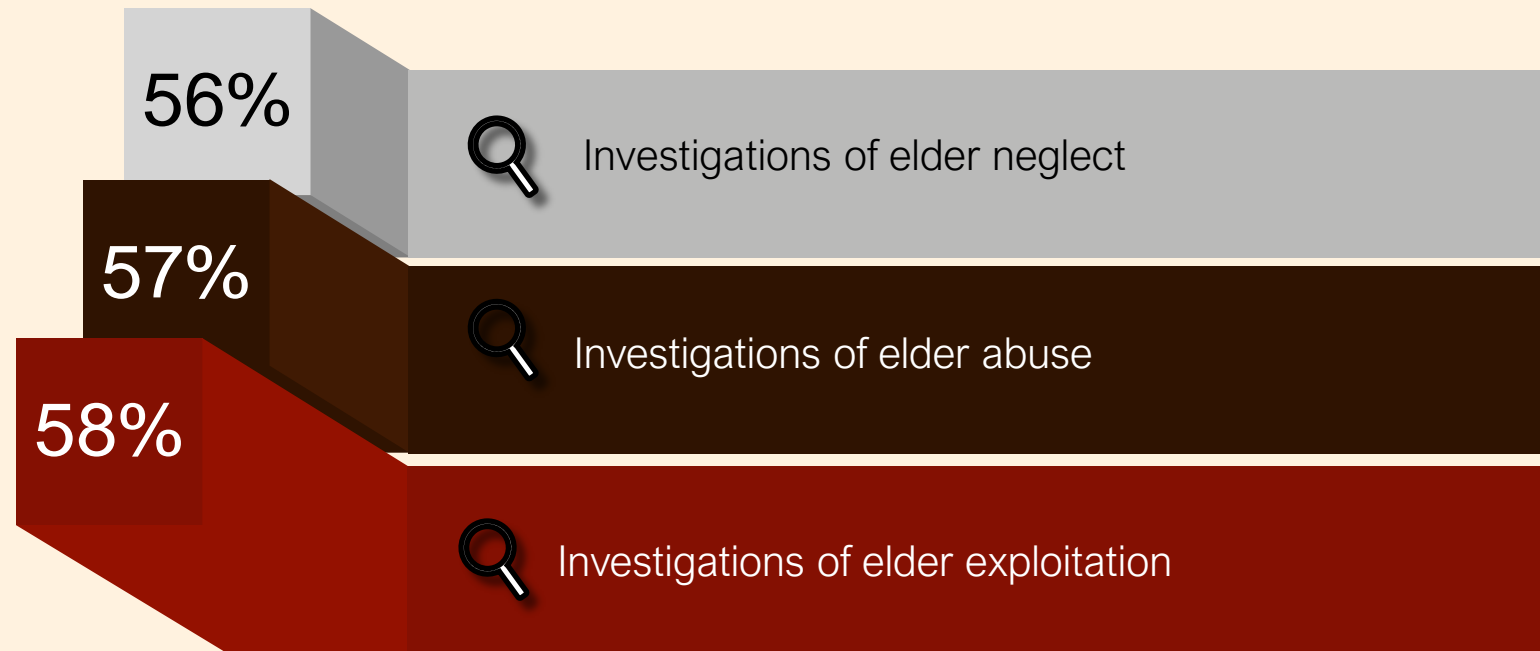 56%
Investigations of elder neglect
57%
Investigations of elder abuse
58%
Investigations of elder exploitation